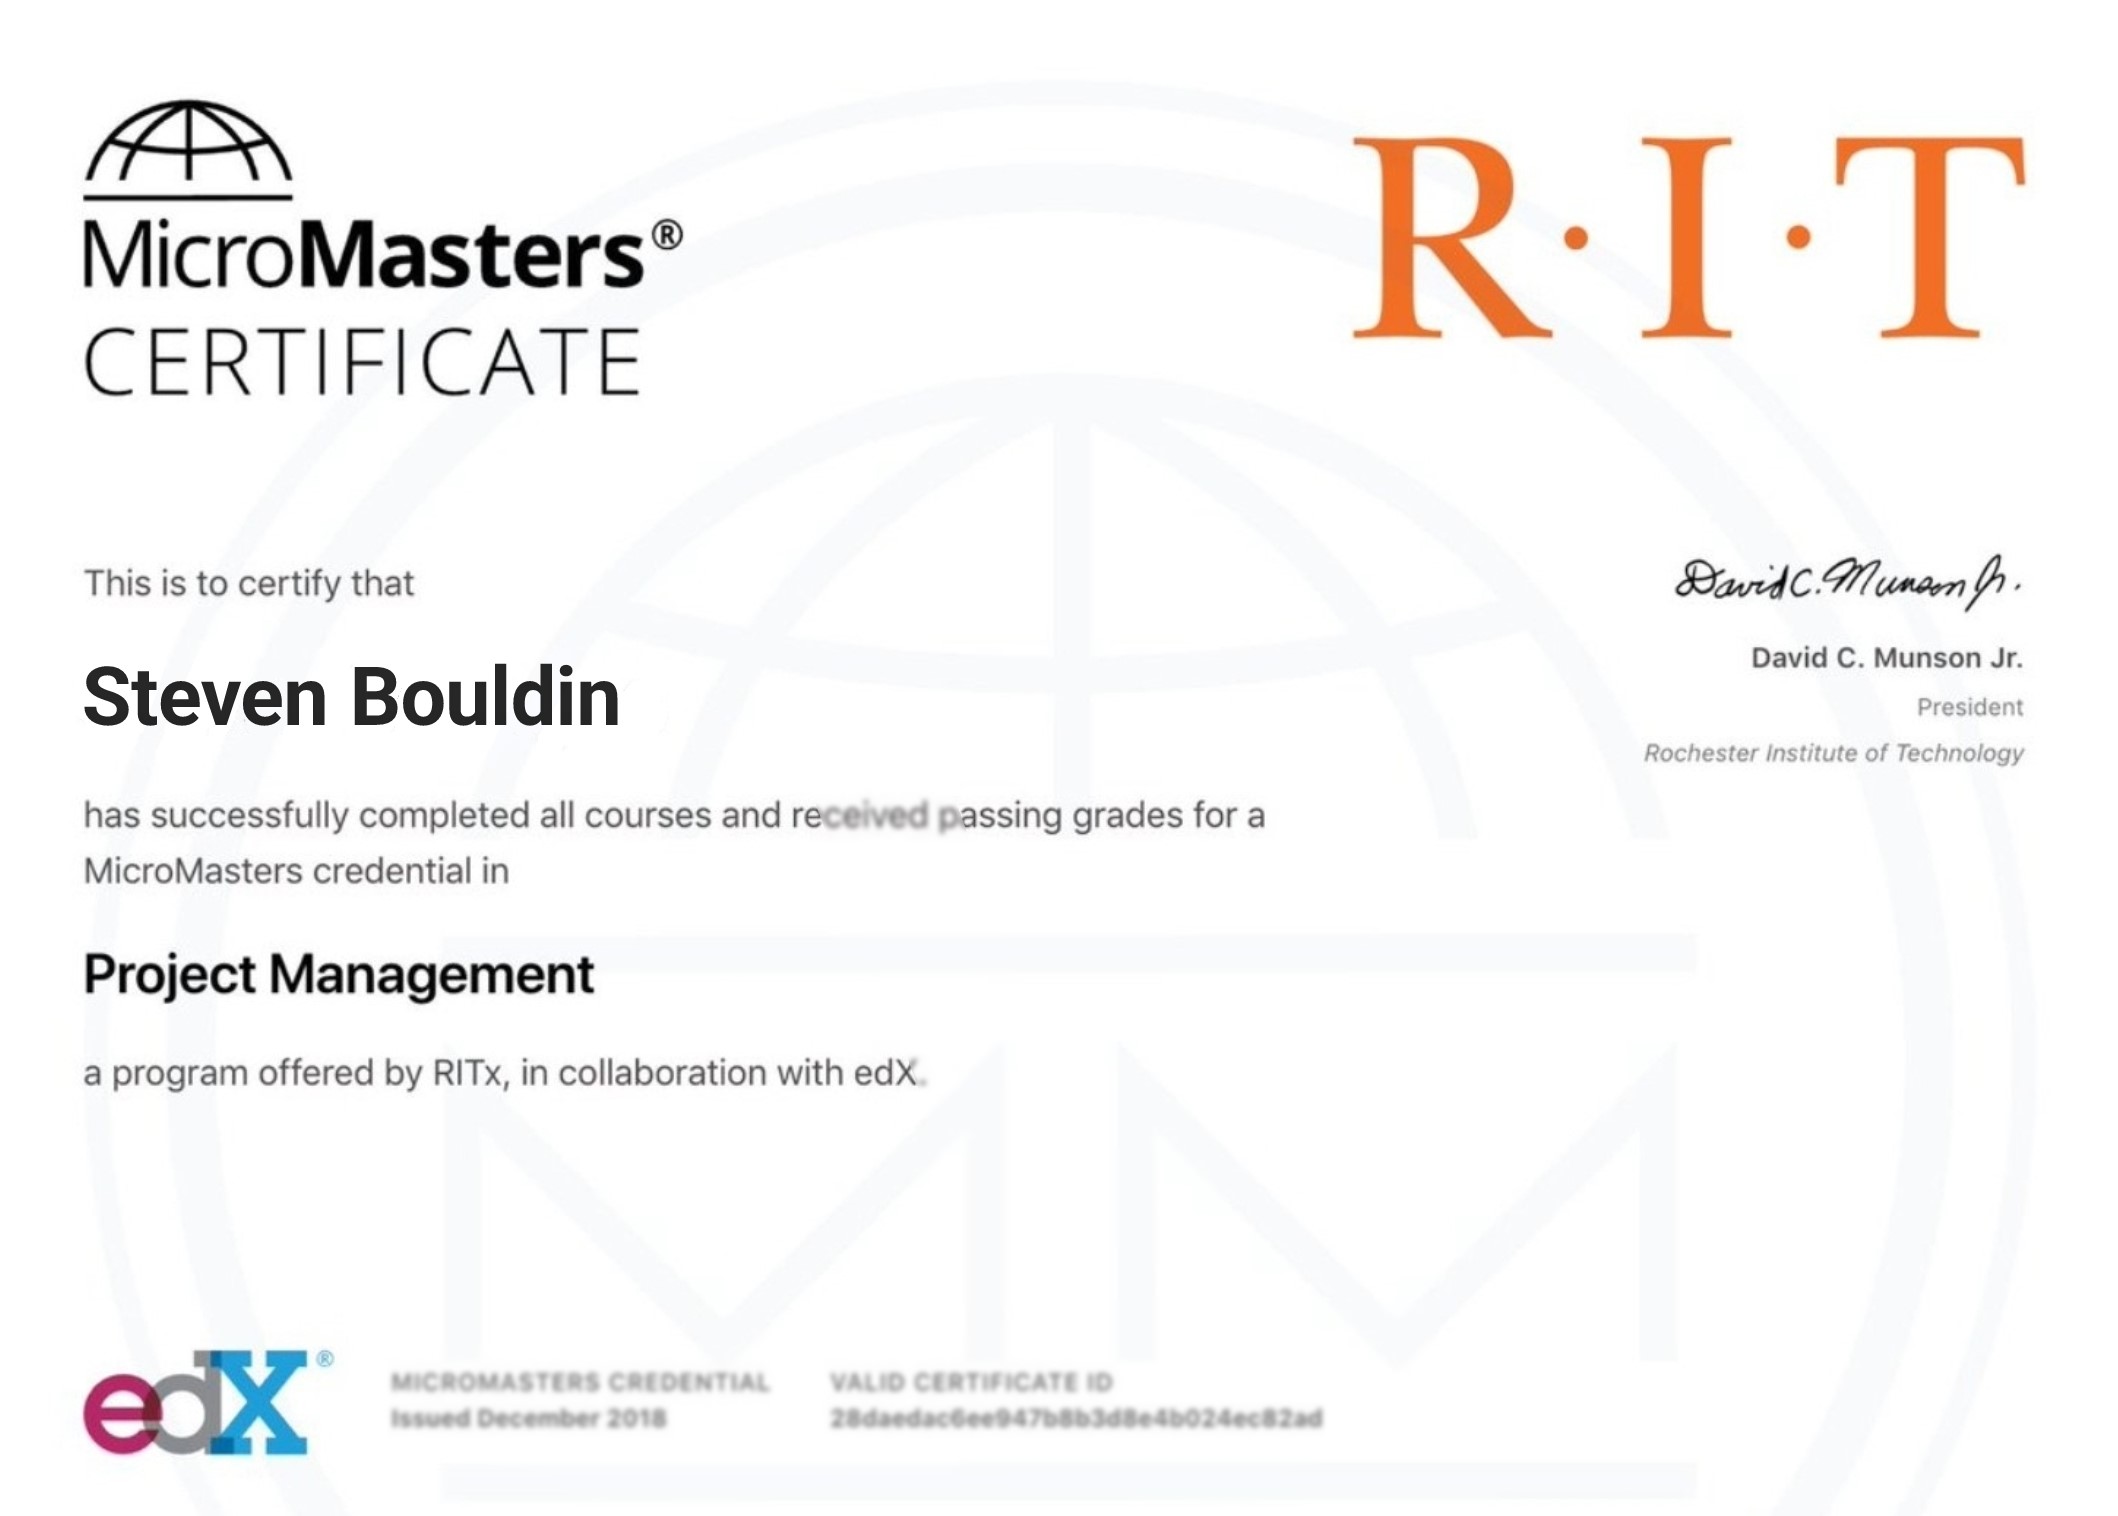 MicroMasters®
CERTIFICATE
R·I·T
This is to certify that
Steven Bouldin
has successfully completed all courses and received passing grades for a
MicroMasters credential in
Project Management
a program offered by RITx, in collaboration with edX.
David C. Munson Jr.
David C. Munson Jr.
President
Rochester Institute of Technology
edX®
MICROMASTERS CREDENTIAL
Issued December 2018
VALID CERTIFICATE ID
28daedac6ee947b8b3d8e4b024ec82ad